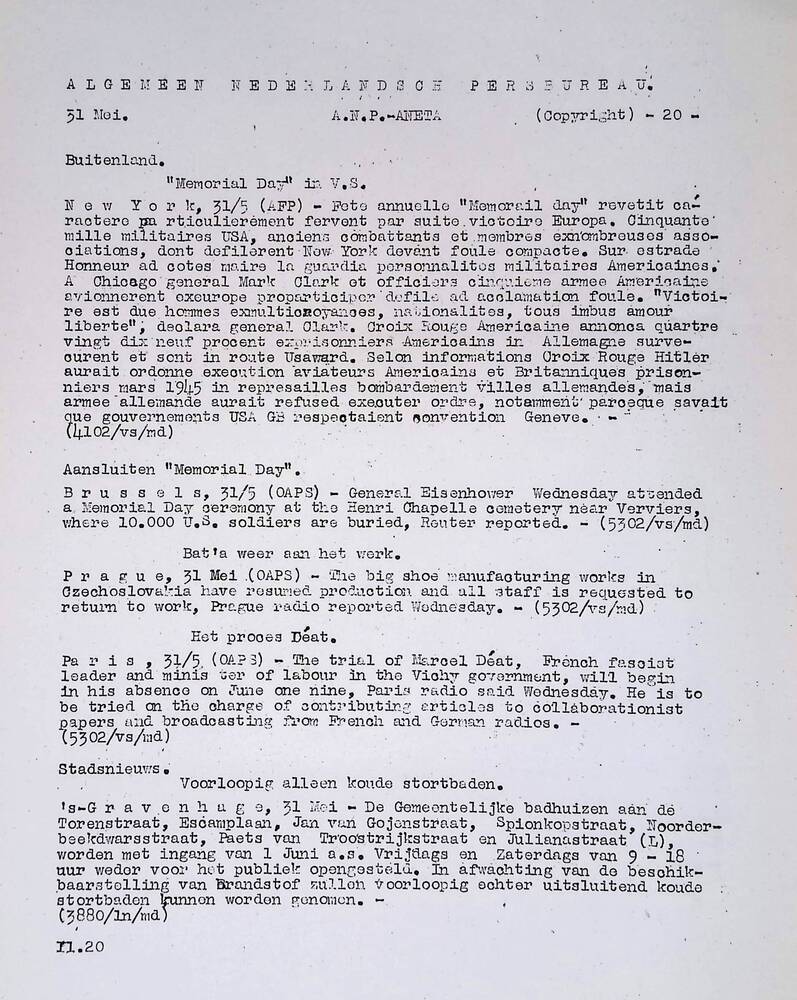 A L G E M E E N  N E D E R L A N D S C H  P E R S B U R E A U.
31 Mei. A.N.P.-ANETA (Copyright) - 20 -
Buitenland.
"Memorial Day" in V.S.
N e w  Y o r k, 31/5 (AFP) - Fete annuelle "Memorail day" revetit ca-
ractere pa rticulierement fervent par suite victoire Europa. Cinquante
mille militaires USA, anciens combattants et membres exnombreuses asso-
ciations, dont defilerent New York devant foule compacte. Sur estrade
Honneur ad cotes maire la guardia personnalites militaires Americaines.
A Chicago general Mark Clark et officiers cinquieme armee Americaine
avionnerent exeurope proparticiper defile ad acclamation foule. "Victoi-
re est due hommes exmulticroyances, nationalites, tous imbus amour
liberte", declara general Clark. Croix Rouge Americaine annonca quartre
vingt dix neuf procent exprisonniers Americains in Allemagne surve-
curent et sont in route Usaward. Selon informations Croix Rouge Hitler
aurait ordonne execution aviateurs Americains et Britanniques prison-
niers mars 1945 in represailles bombardement villes allemandes, mais
armee allemande aurait refused executer ordre, notamment parceque savait
que gouvernements USA GB respectaient convention Geneve. - -
(4102/vs/md)
Aansluiten "Memorial Day".
B r u s s e l s, 31/5 (OAPS) - General Eisenhower Wednesday attended
a Memorial Day ceremony at the Henri Chapelle cemetery near Verviers,
where 10.000 U.S. soldiers are buried, Reuter reported. - (5302/vs/md)
Bat'a weer aan het werk.
P r a g u e, 31 Mei (OAPS) - The big shoe manufacturing works in
Czechoslovakia have resumed production and all staff is requested to
return to work, Prague radio reported Wednesday. - (5302/vs/md)
Het proces Déat.
Pa r i s , 31/5 (OAPS) - The trial of Marcel Déat, French fascist
leader and minis ter of labour in the Vichy government, will begin
in his absence on June one nine, Paris radio said Wednesday. He is to
be tried on the charge of contributing articles to collaborationist
papers and broadcasting from French and German radios. -
(5302/vs/md)
Stadsnieuws.
Voorloopig alleen koude stortbaden.
's-G r a v e n h a g e, 31 Mei - De Gemeentelijke badhuizen aan de
Torenstraat, Escamplaan, Jan van Gojenstraat, Spionkopstraat, Noorder-
beekdwarsstraat, Paets van Troostrijkstraat en Julianastraat (L),
worden met ingang van 1 Juni a.s. Vrijdags en Zaterdags van 9 - 18
uur weder voor het publiek opengesteld. In afwachting van de beschik-
baarstelling van Brandstof zullen voorloopig echter uitsluitend koude
stortbaden kunnen worden genomen. -
(3880/ln/md)
II.20